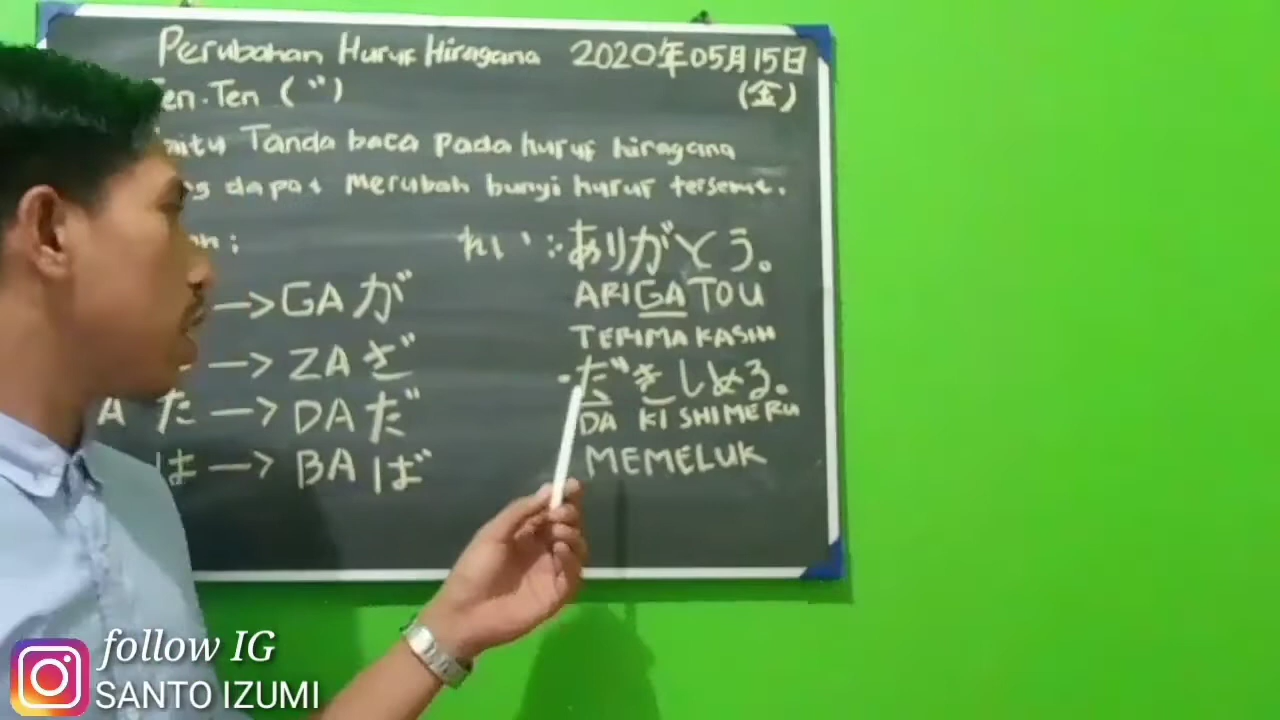 Perubahan Huruf Hiragana 2020年05月15日
Ten-Ten (゛) (金)
Tanda baca pada huruf hiragana
dapat Merubah bunyi huruf
れい : ありがとう。
→ GA が ARIGATOU
TERIMA KASIH
→ ZA ざ ・だきしめる。
た → DA だ DA KI SHIMERU
は → BA ば MEMELUK
follow IG
SANTO IZUMI